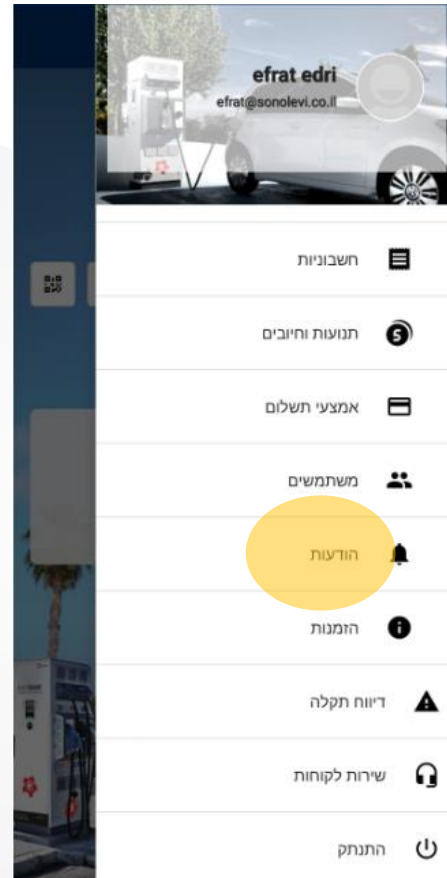 efrat edri
efrat@sonolevi.co.il
חשבוניות
תנועות וחיובים
אמצעי תשלום
משתמשים
הודעות
הזמנות
דיווח תקלה
שירות לקוחות
התנתק